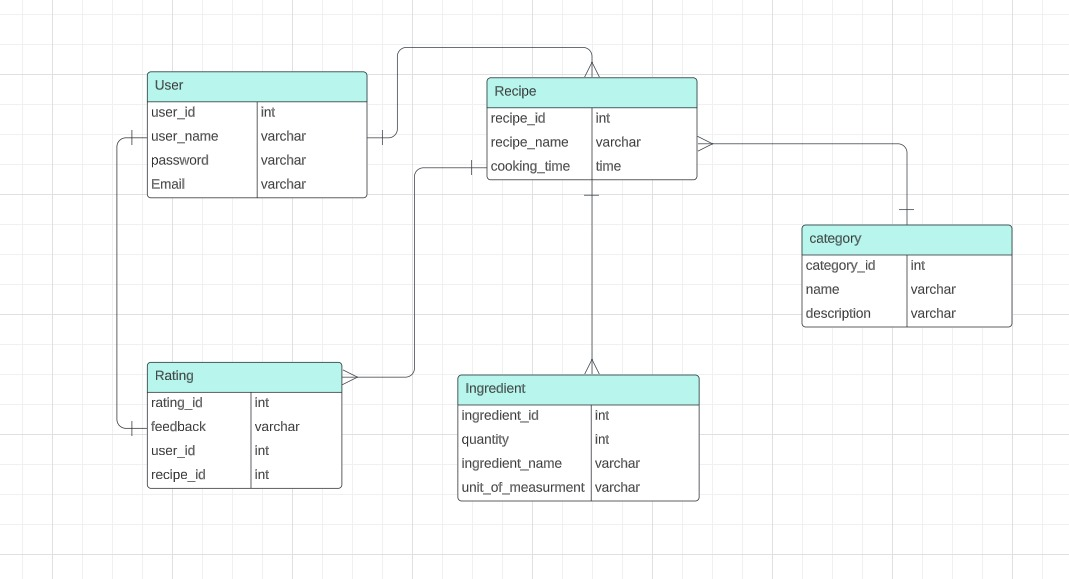 User
user_id int
user_name varchar
password varchar
Email varchar
Recipe
recipe_id int
recipe_name varchar
cooking_time time
category
category_id int
name varchar
description varchar
Rating
rating_id int
feedback varchar
user_id int
recipe_id int
Ingredient
ingredient_id int
quantity int
ingredient_name varchar
unit_of_measurment varchar